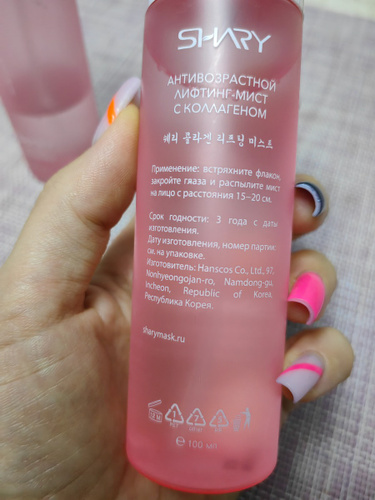 SHARY
АНТИВОЗРАСТНОЙ
ЛИФТИНГ-МИСТ
С КОЛЛАГЕНОМ
쉐리 콜라겐 리프팅 미스트
Применение: встряхните флакон,
закройте глаза и распылите мист
на лицо с расстояния 15–20 см.
Срок годности: 3 года с даты
изготовления.
Дату изготовления, номер партии:
см. на упаковке.
Изготовитель: Hanscos Co., Ltd., 97,
Nonhyeongojan-ro, Namdong-gu,
Incheon, Republic of Korea,
Республика Корея.
sharymask.ru
℮ 100 мл